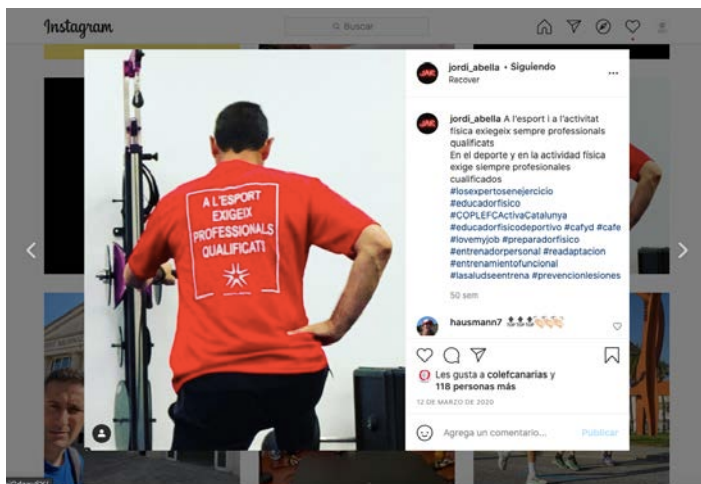 Instagram
Buscar
jordi_abella • Siguiendo
Recover
JAK
jordi_abella A l'esport i a l'activitat
física exiegeix sempre professionals
qualificats
En el deporte y en la actividad física
exige siempre profesionales
cualificados
#losexpertosenejercicio
#educadorfisico
#COPLEFCActivaCatalunya
#educadorfisicodeportivo #cafyd #cafe
#lovemyjob #preparadorfisico
#entrenadorpersonal #readaptacion
#entrenamientofuncional
#lasaludseentrena #prevencionlesiones
50 sem
hausmann7
Les gusta a colefcanarias y
118 personas más
12 DE MARZO DE 2020
Agrega un comentario...
Publicar
A L'ESPORT
EXIGEIX
PROFESSIONALS
QUALIFICATS